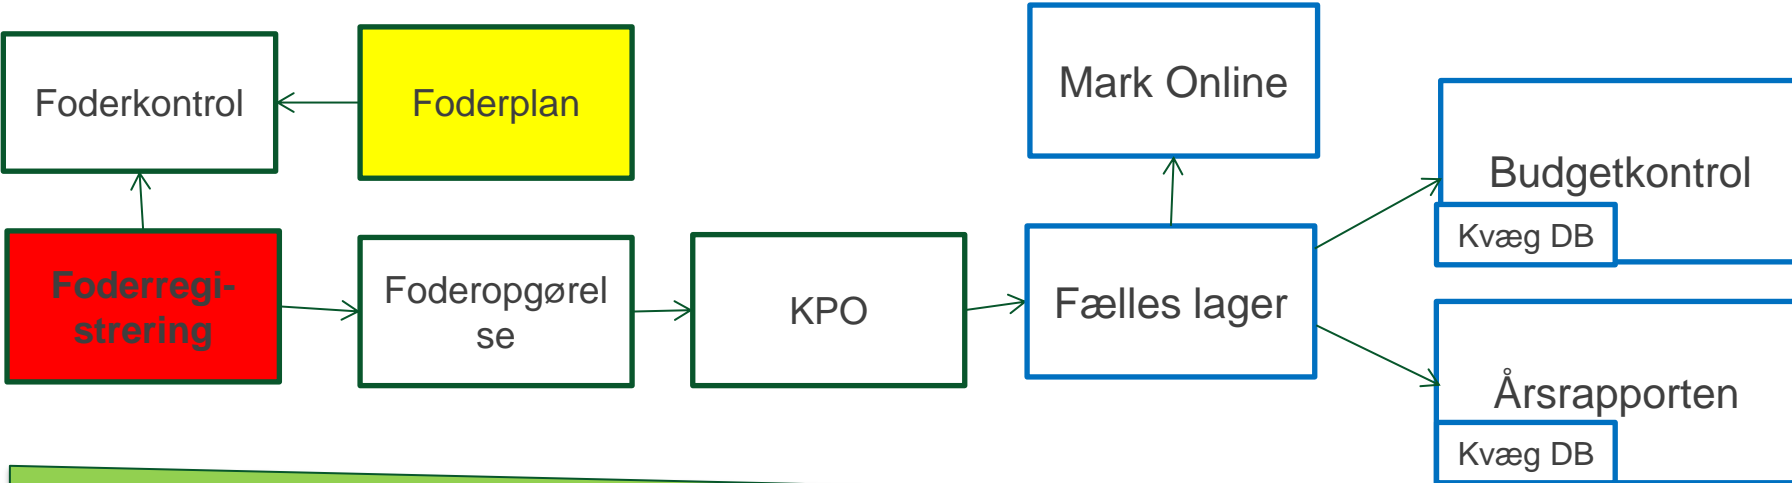 Foderkontrol
Foderplan
Mark Online
Budgetkontrol
Kvæg DB
Foderregi-
strering
Foderopgørel
se
KPO
Fælles lager
Årsrapporten
Kvæg DB